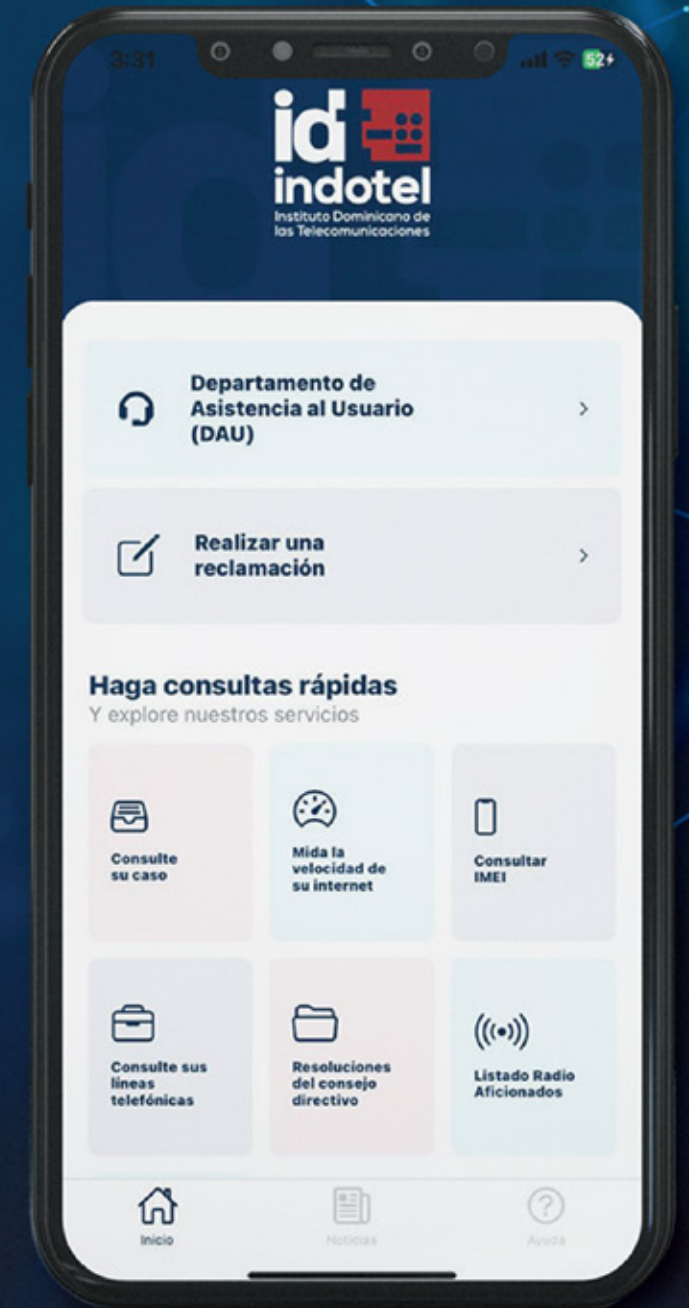 3:31
52
id
indotel
Instituto Dominicano de
las Telecomunicaciones
Departamento de
Asistencia al Usuario
(DAU)
Realizar una
reclamación
Haga consultas rápidas
Y explore nuestros servicios
Consulte
su caso
Mida la
velocidad de
su internet
Consultar
IMEI
Consulte sus
líneas
telefónicas
Resoluciones
del consejo
directivo
Listado Radio
Aficionados
Inicio
Noticias
Ayuda